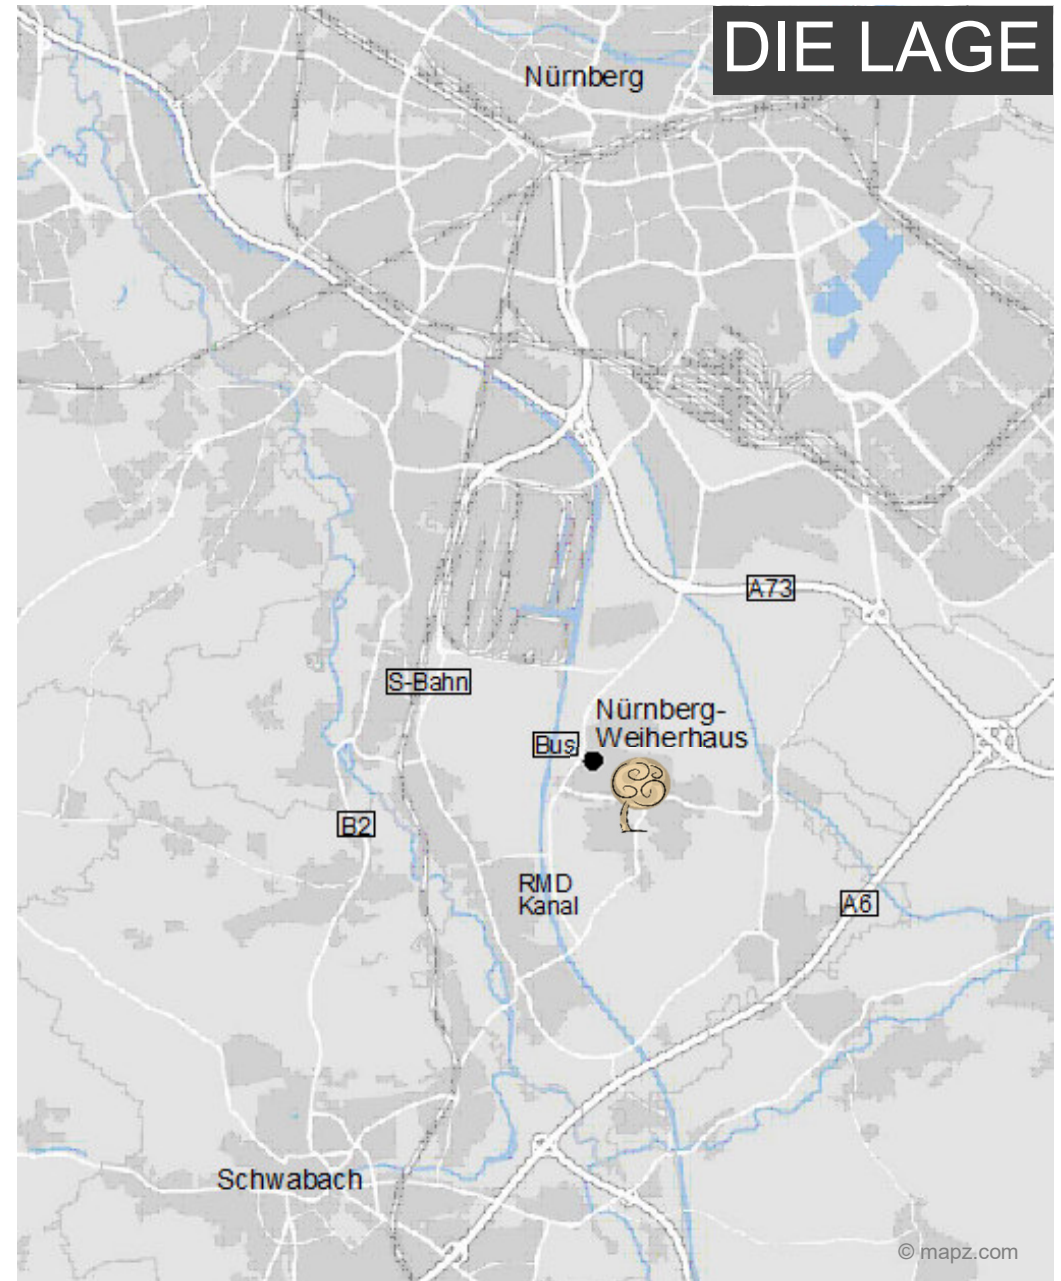 DIE LAGE
Nürnberg
A73
S-Bahn
Nürnberg-
Weiherhaus
Bus
B2
RMD
Kanal
A6
Schwabach
© mapz.com